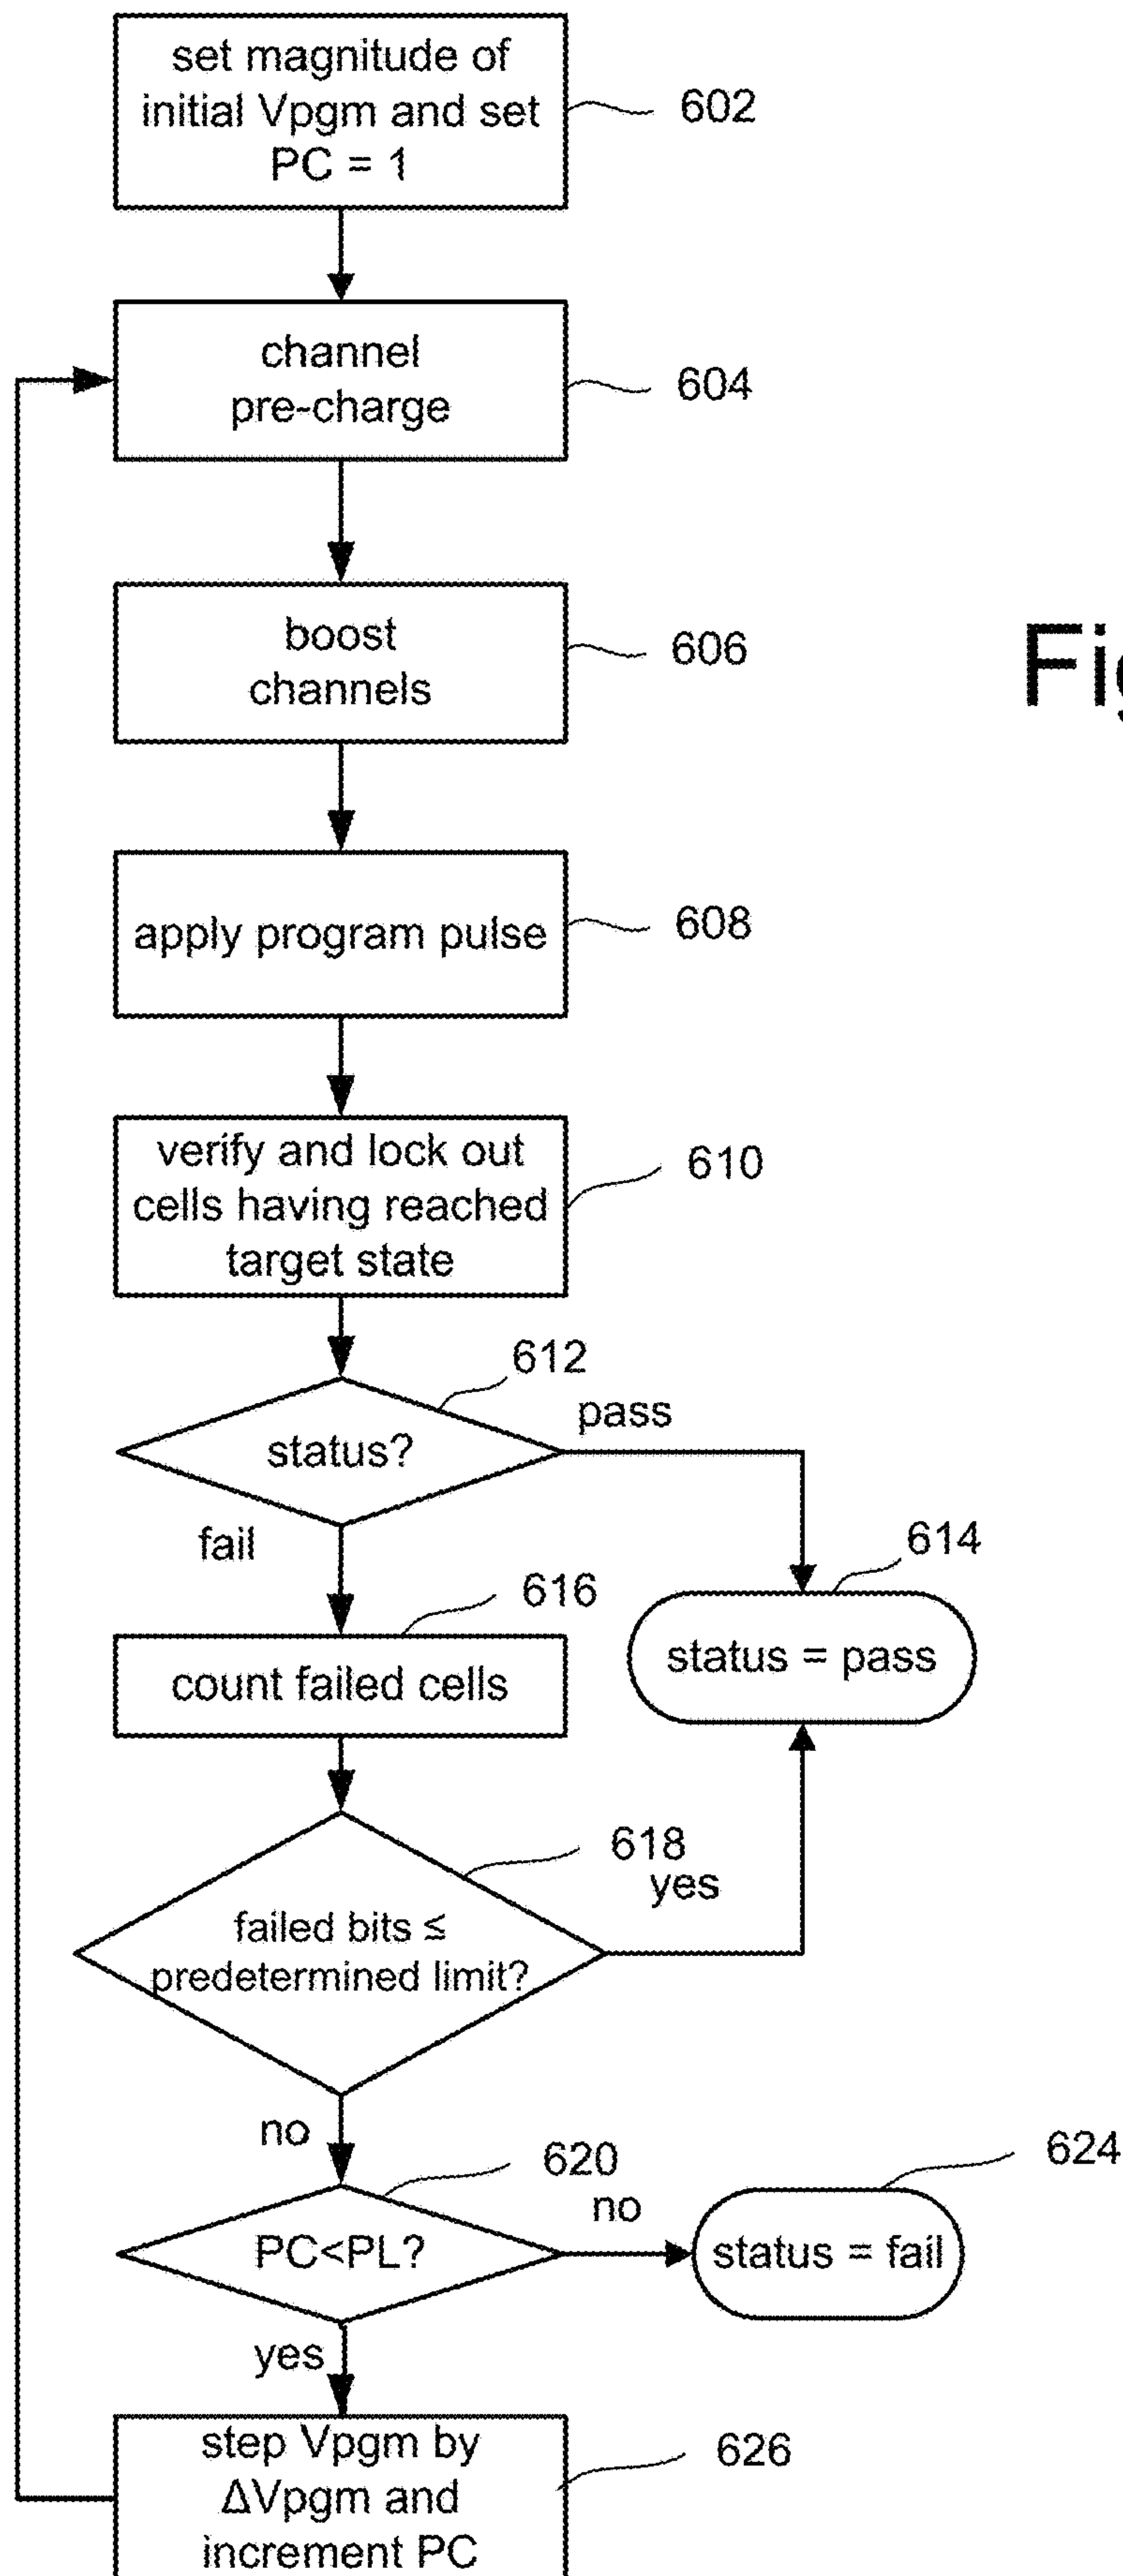 set magnitude of
initial Vpgm and set
PC = 1
602
channel
pre-charge
604
boost
channels
606
Fig
apply program pulse
608
verify and lock out
cells having reached
target state
610
612
status?
pass
fail
614
status = pass
616
count failed cells
618
yes
failed bits ≤
predetermined limit?
no
620
624
PC<PL?
no
status = fail
yes
step Vpgm by
ΔVpgm and
increment PC
626